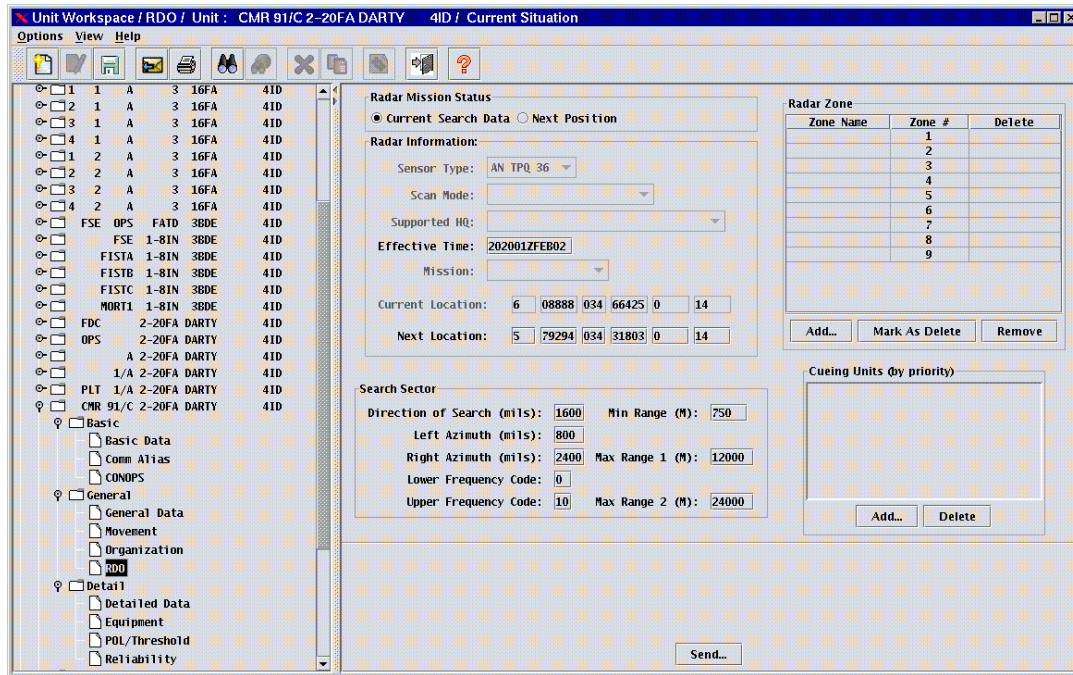 Unit Workspace / RDO / Unit : CMR 91/C 2-20FA DARTY 4ID / Current Situation
Options View Help
1 1 A 3 16FA 4ID
2 1 A 3 16FA 4ID
3 1 A 3 16FA 4ID
4 1 A 3 16FA 4ID
1 2 A 3 16FA 4ID
2 2 A 3 16FA 4ID
3 2 A 3 16FA 4ID
4 2 A 3 16FA 4ID
FSE OPS FATD 3BDE 4ID
FSE 1-8IN 3BDE 4ID
FISTA 1-8IN 3BDE 4ID
FISTB 1-8IN 3BDE 4ID
FISTC 1-8IN 3BDE 4ID
MORT1 1-8IN 3BDE 4ID
FDC 2-20FA DARTY 4ID
OPS 2-20FA DARTY 4ID
A 2-20FA DARTY 4ID
1/A 2-20FA DARTY 4ID
PLT 1/A 2-20FA DARTY 4ID
CMR 91/C 2-20FA DARTY 4ID
Basic
Basic Data
Comm Alias
CONOPS
General
General Data
Movement
Organization
RDO
Detail
Detailed Data
Equipment
POL/Threshold
Reliability
Radar Mission Status
Current Search Data Next Position
Radar Information:
Sensor Type: AN TPQ 36
Scan Mode:
Supported HQ:
Effective Time: 202001ZFEB02
Mission:
Current Location: 6 08888 034 66425 0 14
Next Location: 5 79294 034 31803 0 14
Search Sector
Direction of Search (mils): 1600 Min Range (M): 750
Left Azimuth (mils): 800
Right Azimuth (mils): 2400 Max Range 1 (M): 12000
Lower Frequency Code: 0
Upper Frequency Code: 10 Max Range 2 (M): 24000
Radar Zone
Zone Name Zone # Delete
1
2
3
4
5
6
7
8
9
Add... Mark As Delete Remove
Cueing Units (by priority)
Add... Delete
Send...